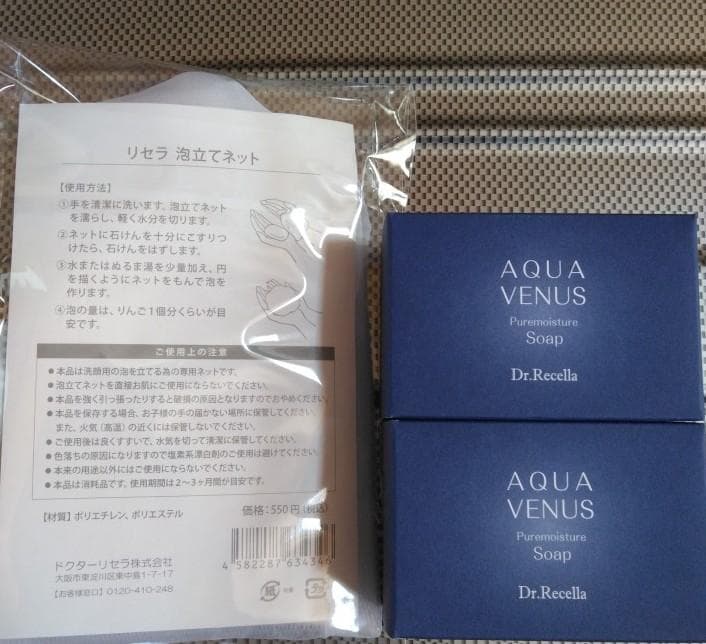 リセラ 泡立てネット
【使用方法】
①手を清潔に洗います。泡立てネット
を濡らし、軽く水分を切ります。
②ネットに石けんを十分にこすりつ
けたら、石けんをはずします。
③水またはぬるま湯を少量加え、円
を描くようにネットをもんで泡を
作ります。
④泡の量は、りんご1個分くらいが目
安です。
ご使用上の注意
●本品は洗顔用の泡を立てる為の専用ネットです。
●泡立てネットを直接お肌にご使用にならないでください。
●本品を強く引っ張ったりすると破損の原因となりますのでおやめください。
●本品を保存する場合、お子様の手の届かない場所に保管してください。
また、火気（高温）の近くには保管しないでください。
●ご使用後は良くすすいで、水気を切って清潔に保管してください。
●色落ちの原因になりますので塩素系漂白剤のご使用は避けてください。
●本来の用途以外にはご使用にならないでください。
●本品は消耗品です。使用期間は2〜3ヶ月間が目安です。
【材質】ポリエチレン、ポリエステル
価格：550円（税込）
ドクターリセラ株式会社
大阪市東淀川区東中島1-7-17
【お客様窓口】0120-410-248
4 582287 634346
紙
プラ
AQUA
VENUS
Puremoisture
Soap
Dr.Recella
AQUA
VENUS
Puremoisture
Soap
Dr.Recella